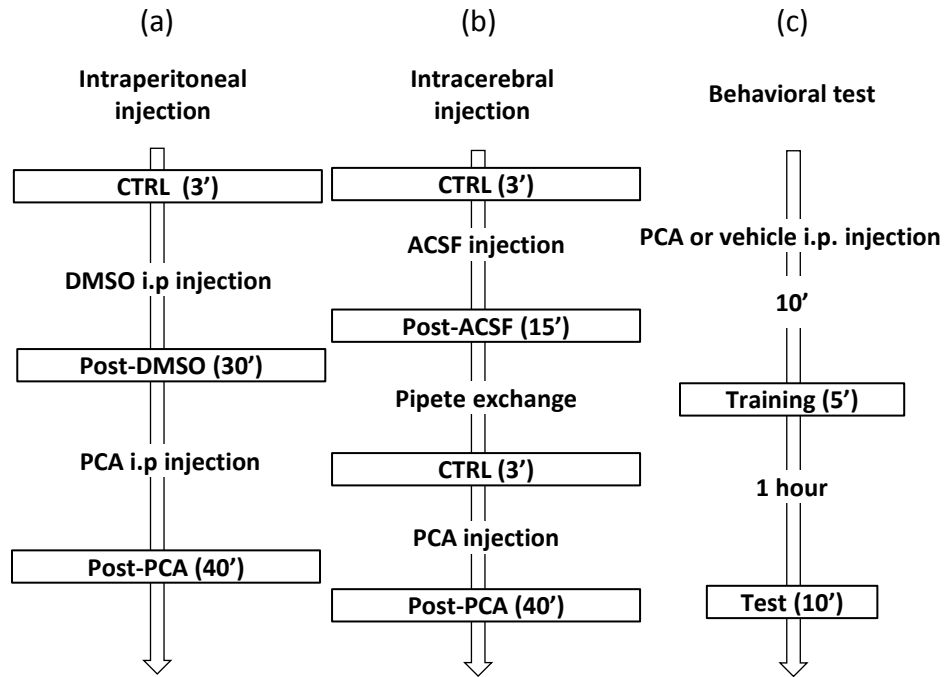 (a)
Intraperitoneal
injection
CTRL (3’)
DMSO i.p injection
Post-DMSO (30’)
PCA i.p injection
Post-PCA (40’)
(b)
Intracerebral
injection
CTRL (3’)
ACSF injection
Post-ACSF (15’)
Pipete exchange
CTRL (3’)
PCA injection
Post-PCA (40’)
(c)
Behavioral test
PCA or vehicle i.p. injection
10’
Training (5’)
1 hour
Test (10’)